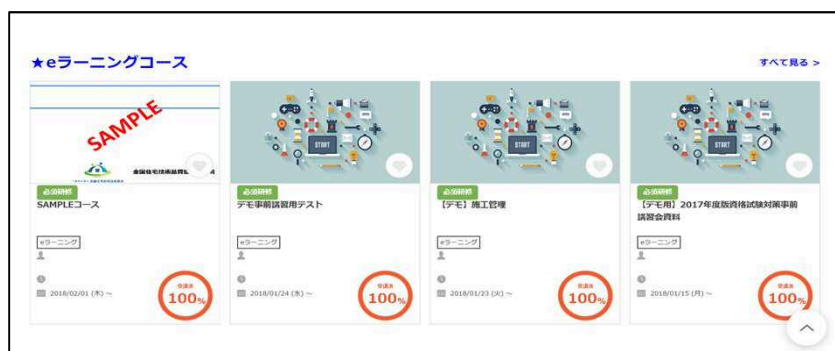 ★eラーニングコース
すべて見る >
SAMPLE
必須研修
SAMPLEコース
eラーニング
2018/02/01 (木) ～
受講済
100%
START
必須研修
デモ事前講習用テスト
eラーニング
2018/01/24 (水) ～
受講済
100%
START
必須研修
【デモ】施工管理
eラーニング
2018/01/23 (火) ～
受講済
100%
START
必須研修
【デモ用】2017年度版資格試験対策事前
講習会資料
eラーニング
2018/01/15 (月) ～
受講済
100%